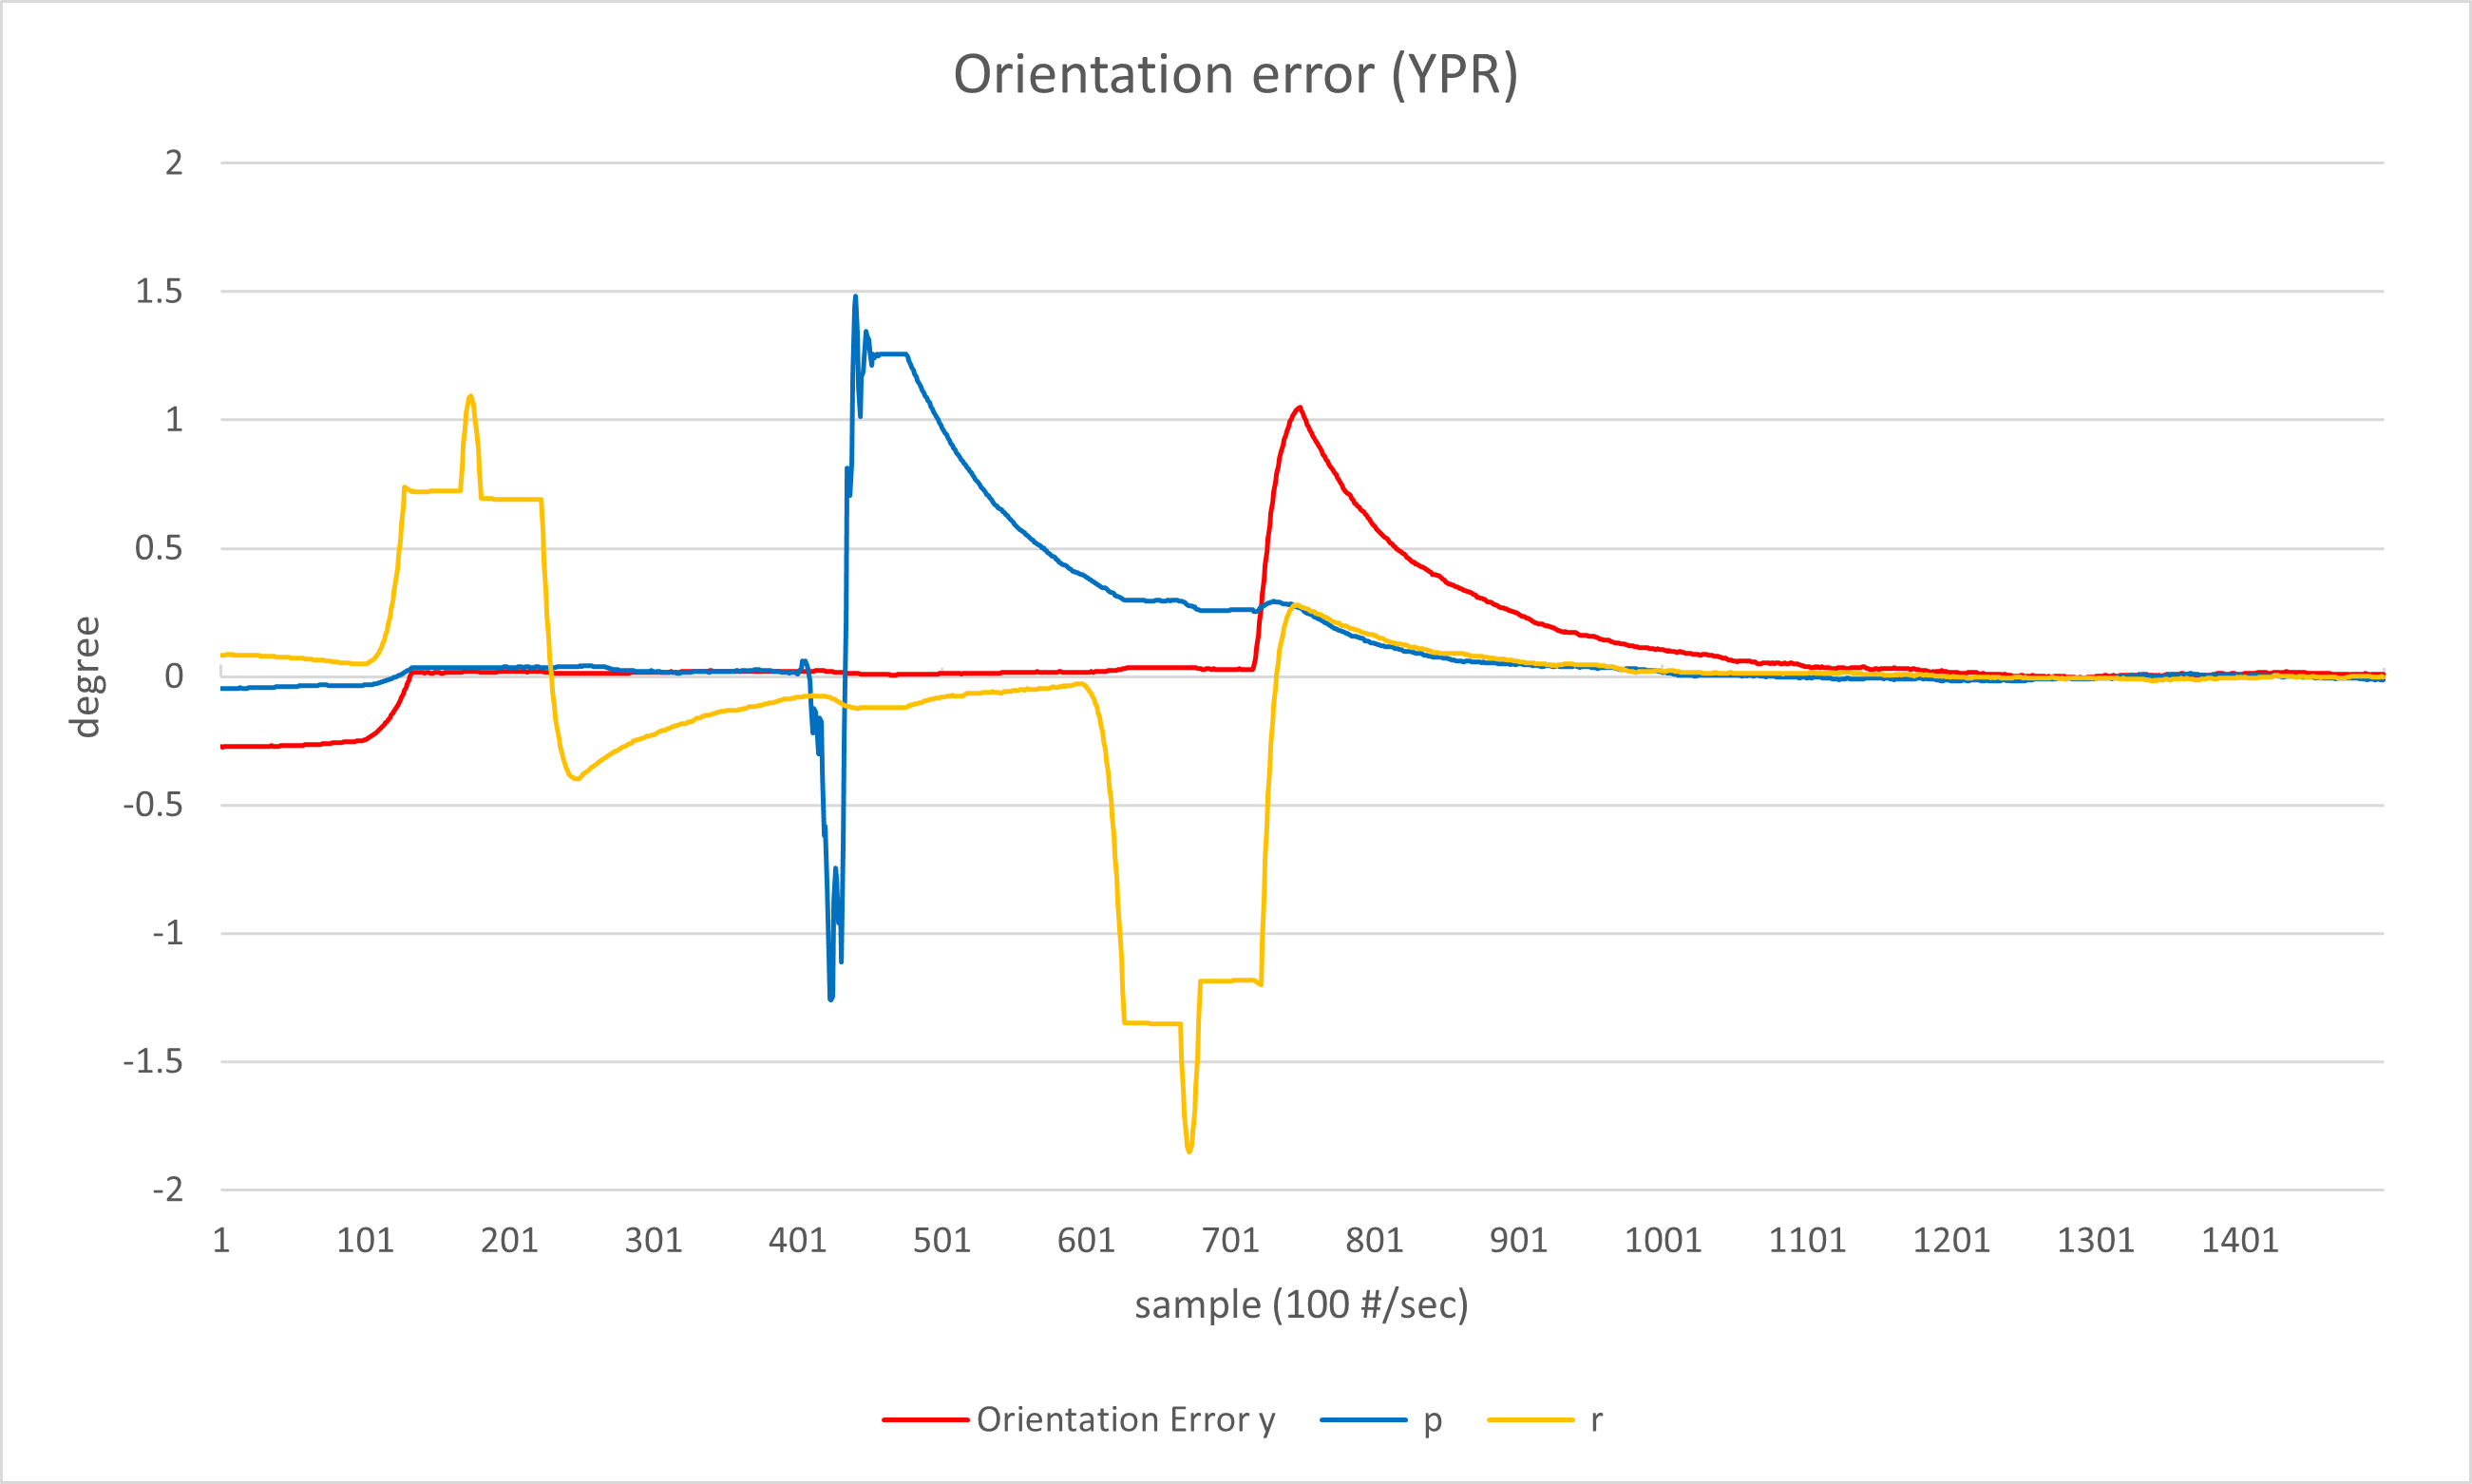 Orientation error (YPR)
2
1.5
1
0.5
0
-0.5
-1
-1.5
-2
degree
1 101 201 301 401 501 601 701 801 901 1001 1101 1201 1301 1401
sample (100 #/sec)
Orientation Error y p r